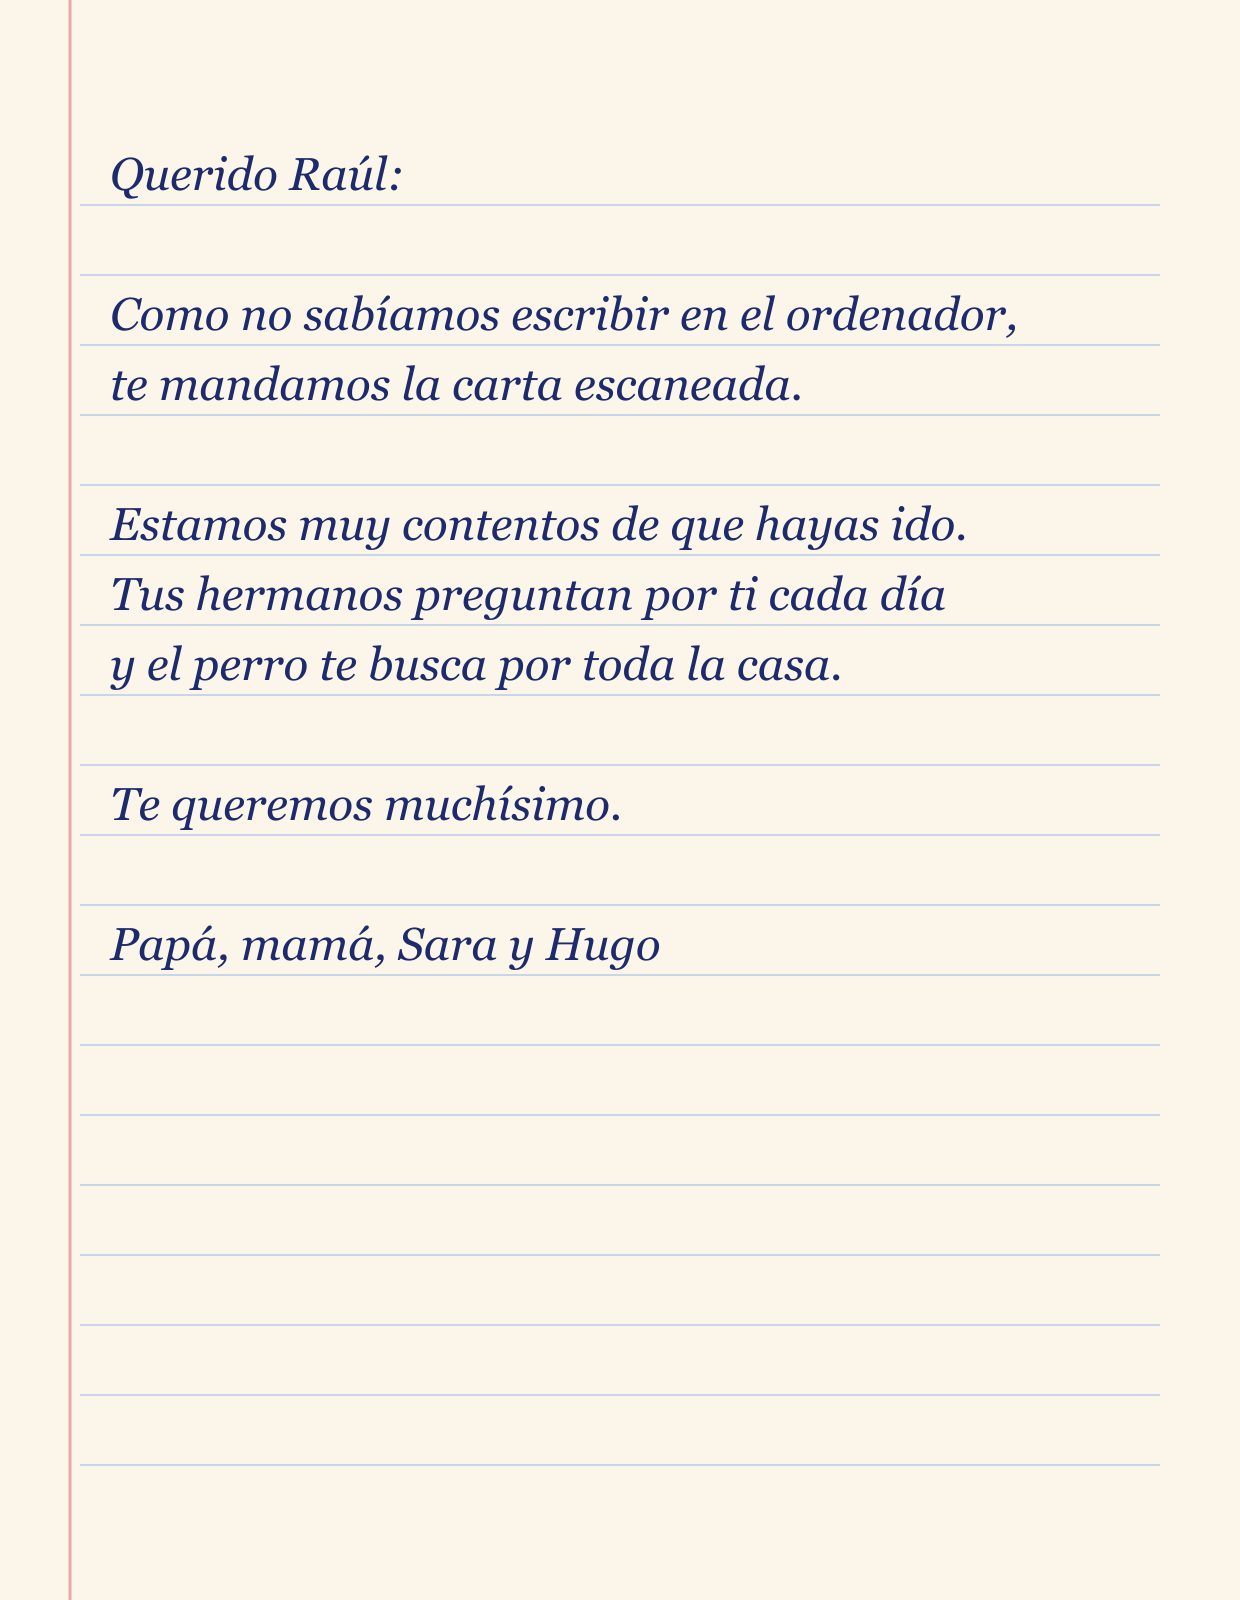 Querido Raúl:
Como no sabíamos escribir en el ordenador,
te mandamos la carta escaneada.
Estamos muy contentos de que hayas ido.
Tus hermanos preguntan por ti cada día
y el perro te busca por toda la casa.
Te queremos muchísimo.
Papá, mamá, Sara y Hugo